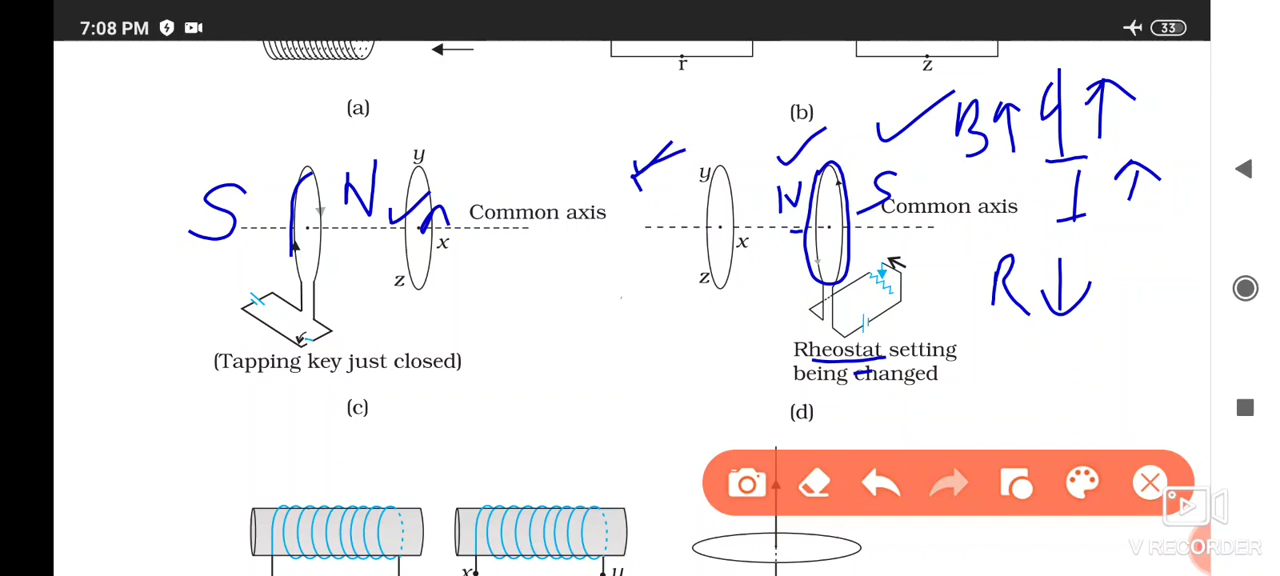 7:08 PM
33
r
z
(a)
(b)
B↑ ϕ↑
y
y
S
N
N
S
I ↑
Common axis
Common axis
x
x
z
z
R ↓
(Tapping key just closed)
Rheostat setting
being changed
(c)
(d)
V RECORDER
x
y